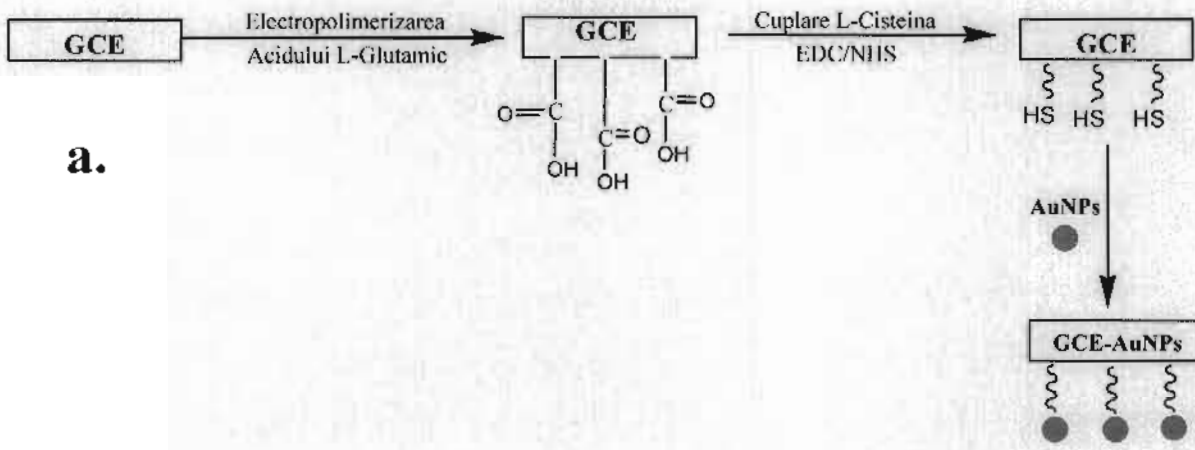 GCE
Electropolimerizarea
Acidului L-Glutamic
GCE
Cuplare L-Cisteina
EDC/NHS
GCE
O=C
OH
C=O
OH
C=O
OH
HS HS HS
a.
AuNPs
GCE-AuNPs